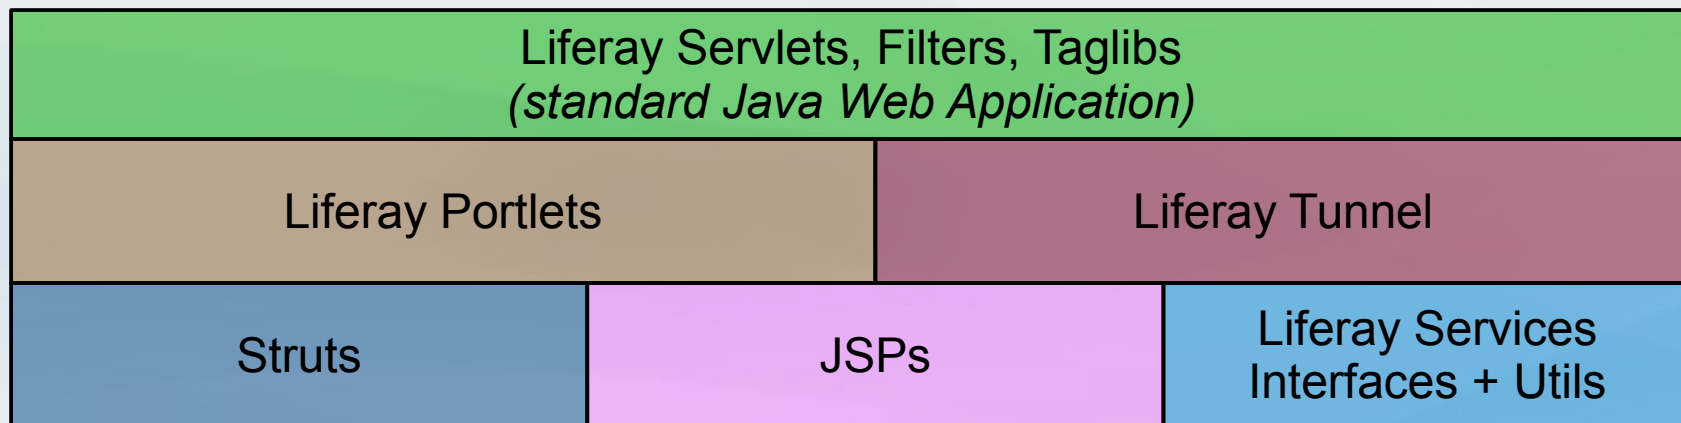 Liferay Servlets, Filters, Taglibs
(standard Java Web Application)
Liferay Portlets
Liferay Tunnel
Struts
JSPs
Liferay Services
Interfaces + Utils